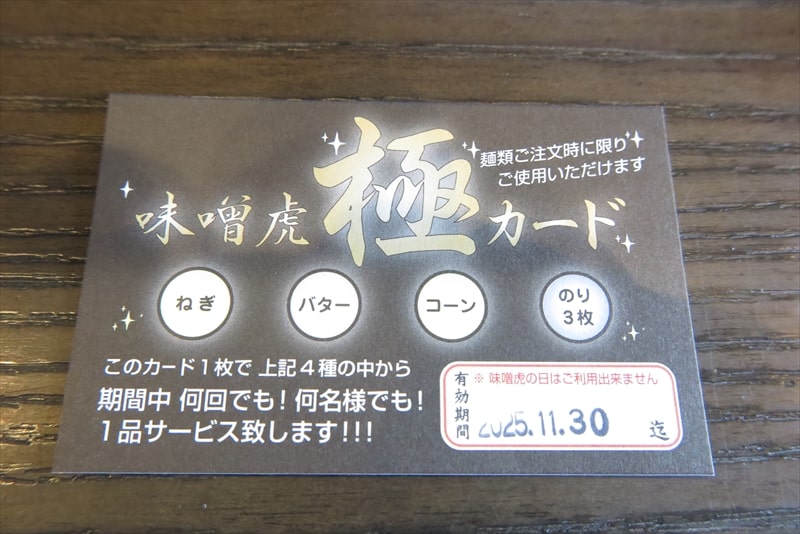 味噌虎 極 カード
麺類ご注文時に限り
ご使用いただけます
ねぎ
バター
コーン
のり
3枚
このカード1枚で 上記4種の中から
期間中 何回でも！何名様でも！
1品サービス致します!!!
※ 味噌虎の日はご利用出来ません
有効期間 2025.11.30 迄